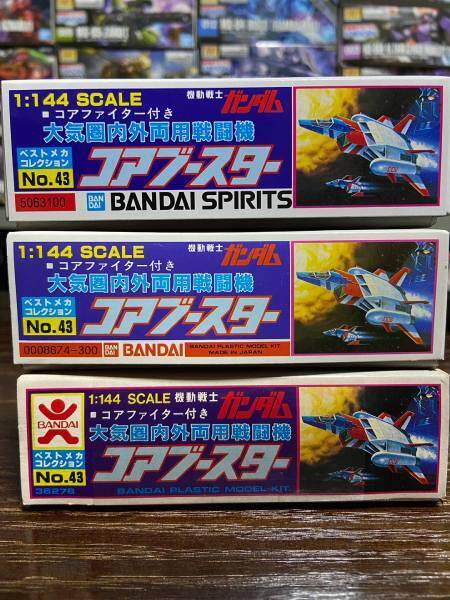 1:144 SCALE 機動戦士 ガンダム
■ コアファイター付き
大気圏内外両用戦闘機
ベストメカ
コレクション
No.43
コアブースター
5063100
BAN
DAI
BANDAI SPIRITS
1:144 SCALE 機動戦士 ガンダム
■ コアファイター付き
大気圏内外両用戦闘機
ベストメカ
コレクション
No.43
コアブースター
0008674-300
BAN
DAI
BANDAI
BANDAI PLASTIC MODEL KIT.
MADE IN JAPAN
BANDAI
1:144 SCALE 機動戦士 ガンダム
■ コアファイター付き
大気圏内外両用戦闘機
ベストメカ
コレクション
No.43
コアブースター
36276
BANDAI PLASTIC MODEL-KIT.